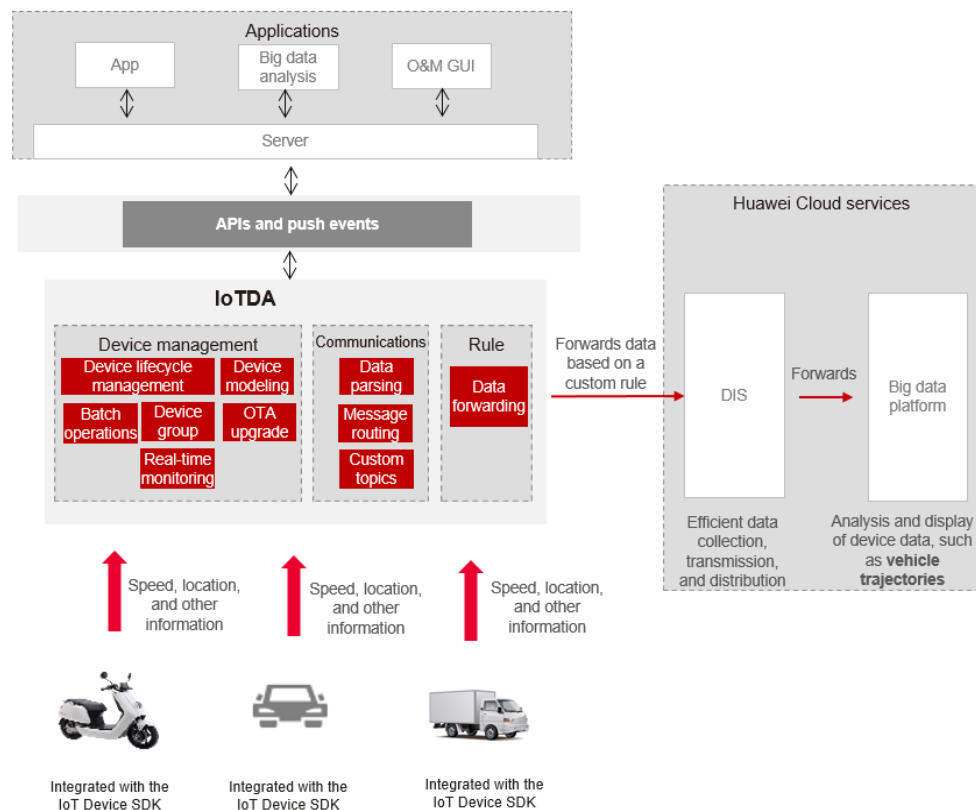 Applications
App
Big data
analysis
O&M GUI
Server
APIs and push events
IoTDA
Device management
Device lifecycle
management
Device
modeling
Batch
operations
Device
group
OTA
upgrade
Real-time
monitoring
Communications
Data
parsing
Message
routing
Custom
topics
Rule
Data
forwarding
Forwards data
based on a
custom rule
Huawei Cloud services
DIS
Forwards
Big data
platform
Efficient data
collection,
transmission,
and distribution
Analysis and display
of device data, such
as vehicle
trajectories
Speed, location,
and other
information
Speed, location,
and other
information
Speed, location,
and other
information
Integrated with the
IoT Device SDK
Integrated with the
IoT Device SDK
Integrated with the
IoT Device SDK